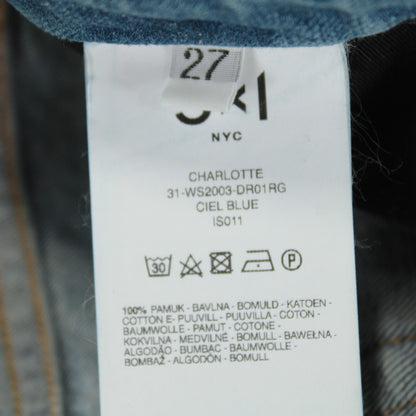 27
NYC
CHARLOTTE
31-WS2003-DR01RG
CIEL BLUE
IS011
30
P
100% PAMUK - BAVLNA - BOMULD - KATOEN -
COTTON E- PUUVILL - PUUVILLA - COTON -
BAUMWOLLE - PAMUT - COTONE -
KOKVILNA - MEDVILNĖ - BOMULL - BAWEŁNA -
ALGODÃO - BUMBAC - BAUMWOLLE -
BOMBAŽ - ALGODÓN - BOMULL